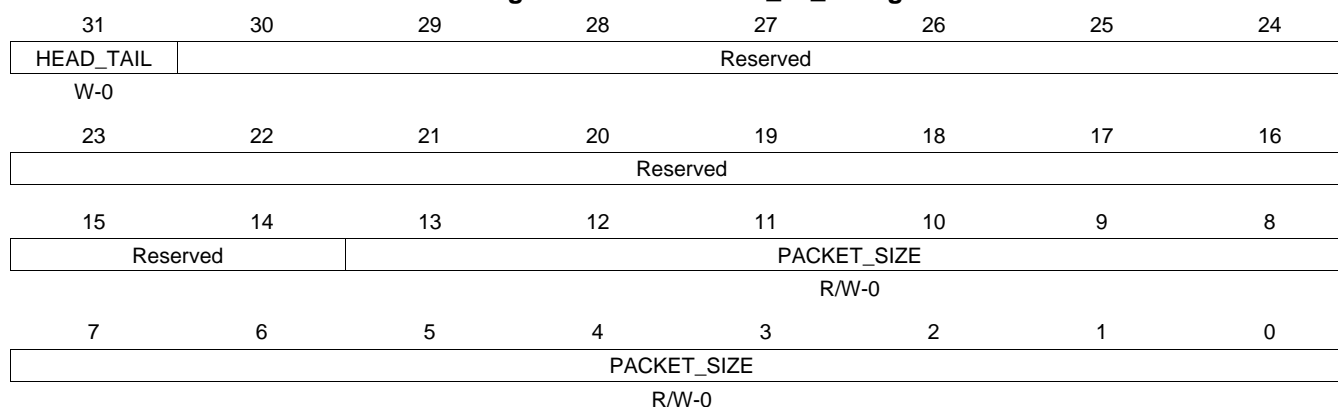 31 30 29 28 27 26 25 24
HEAD_TAIL Reserved
W-0
23 22 21 20 19 18 17 16
Reserved
15 14 13 12 11 10 9 8
Reserved PACKET_SIZE
R/W-0
7 6 5 4 3 2 1 0
PACKET_SIZE
R/W-0